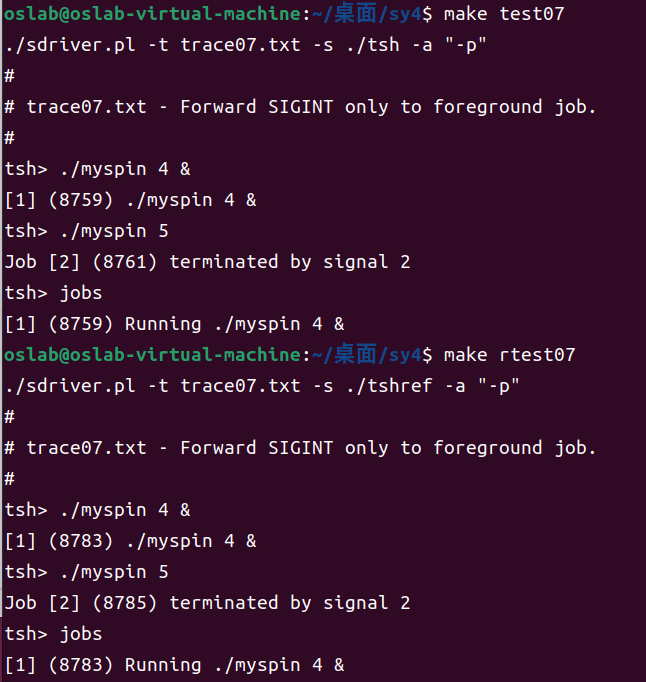 oslab@oslab-virtual-machine:~/桌面/sy4$ make test07
./sdriver.pl -t trace07.txt -s ./tsh -a "-p"
#
# trace07.txt - Forward SIGINT only to foreground job.
#
tsh> ./myspin 4 &
[1] (8759) ./myspin 4 &
tsh> ./myspin 5
Job [2] (8761) terminated by signal 2
tsh> jobs
[1] (8759) Running ./myspin 4 &
oslab@oslab-virtual-machine:~/桌面/sy4$ make rtest07
./sdriver.pl -t trace07.txt -s ./tshref -a "-p"
#
# trace07.txt - Forward SIGINT only to foreground job.
#
tsh> ./myspin 4 &
[1] (8783) ./myspin 4 &
tsh> ./myspin 5
Job [2] (8785) terminated by signal 2
tsh> jobs
[1] (8783) Running ./myspin 4 &